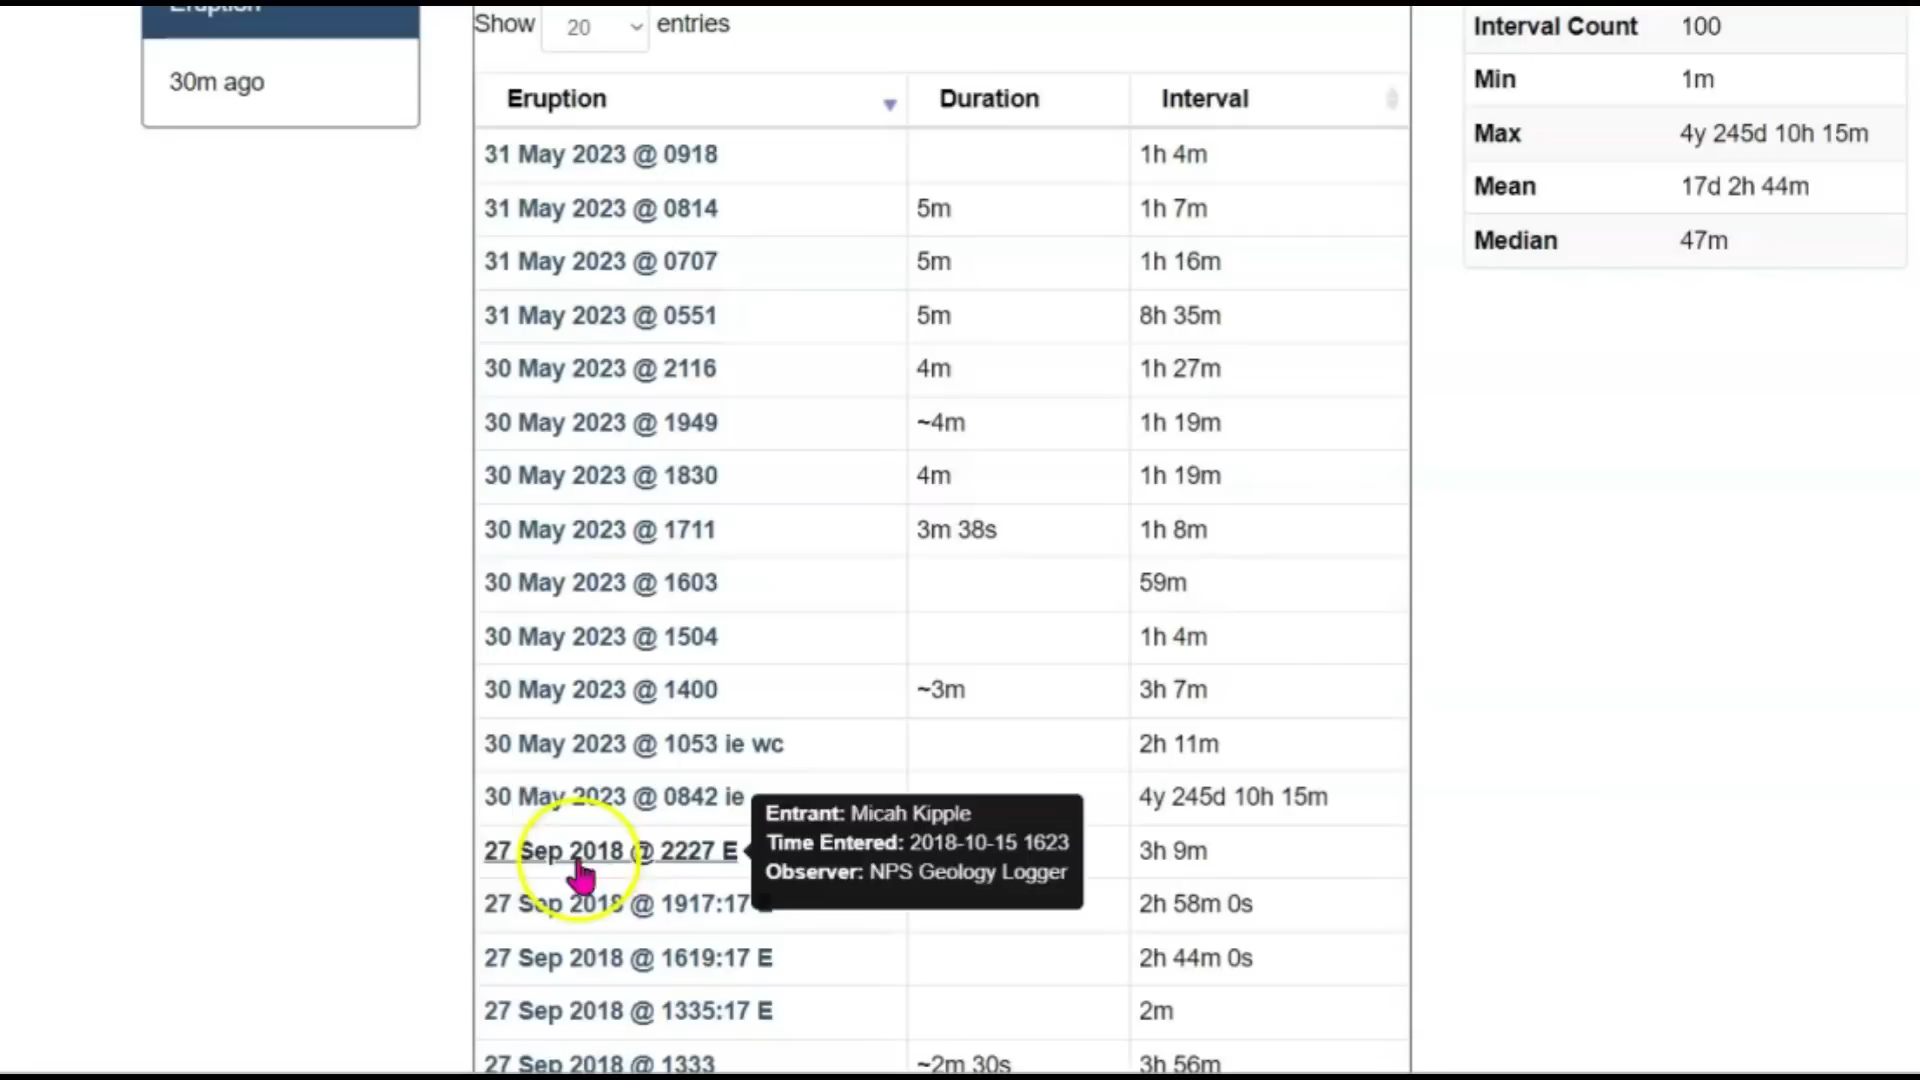 Eruption
30m ago
Show 20 entries
Eruption Duration Interval
31 May 2023 @ 0918 1h 4m
31 May 2023 @ 0814 5m 1h 7m
31 May 2023 @ 0707 5m 1h 16m
31 May 2023 @ 0551 5m 8h 35m
30 May 2023 @ 2116 4m 1h 27m
30 May 2023 @ 1949 ~4m 1h 19m
30 May 2023 @ 1830 4m 1h 19m
30 May 2023 @ 1711 3m 38s 1h 8m
30 May 2023 @ 1603 59m
30 May 2023 @ 1504 1h 4m
30 May 2023 @ 1400 ~3m 3h 7m
30 May 2023 @ 1053 ie wc 2h 11m
30 May 2023 @ 0842 ie 4y 245d 10h 15m
27 Sep 2018 @ 2227 E 3h 9m
27 Sep 2018 @ 1917:17 E 2h 58m 0s
27 Sep 2018 @ 1619:17 E 2h 44m 0s
27 Sep 2018 @ 1335:17 E 2m
27 Sep 2018 @ 1333 ~2m 30s 3h 56m
Entrant: Micah Kipple
Time Entered: 2018-10-15 1623
Observer: NPS Geology Logger
Interval Count 100
Min 1m
Max 4y 245d 10h 15m
Mean 17d 2h 44m
Median 47m